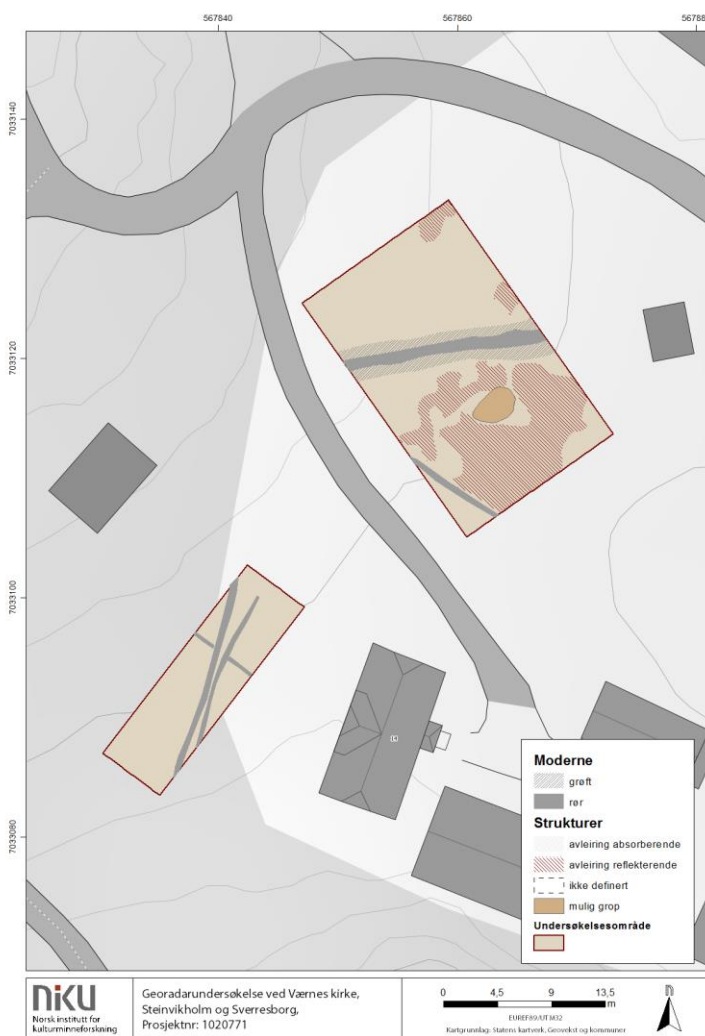 567840
567860
56788
7033140
7033120
7033100
7033080
Moderne
grøft
rør
Strukturer
avleiring absorberende
avleiring reflekterende
ikke definert
mulig grop
Undersøkelsesområde
niku
Norsk institutt for
kulturminneforskning
Georadarundersøkelse ved Værnes kirke,
Steinvikholm og Sverresborg,
Prosjektnr: 1020771
0 4,5 9 13,5
m
EUREF89/UTM32
Kartgrunnlag: Statens kartverk, Geovekst og kommuner
n